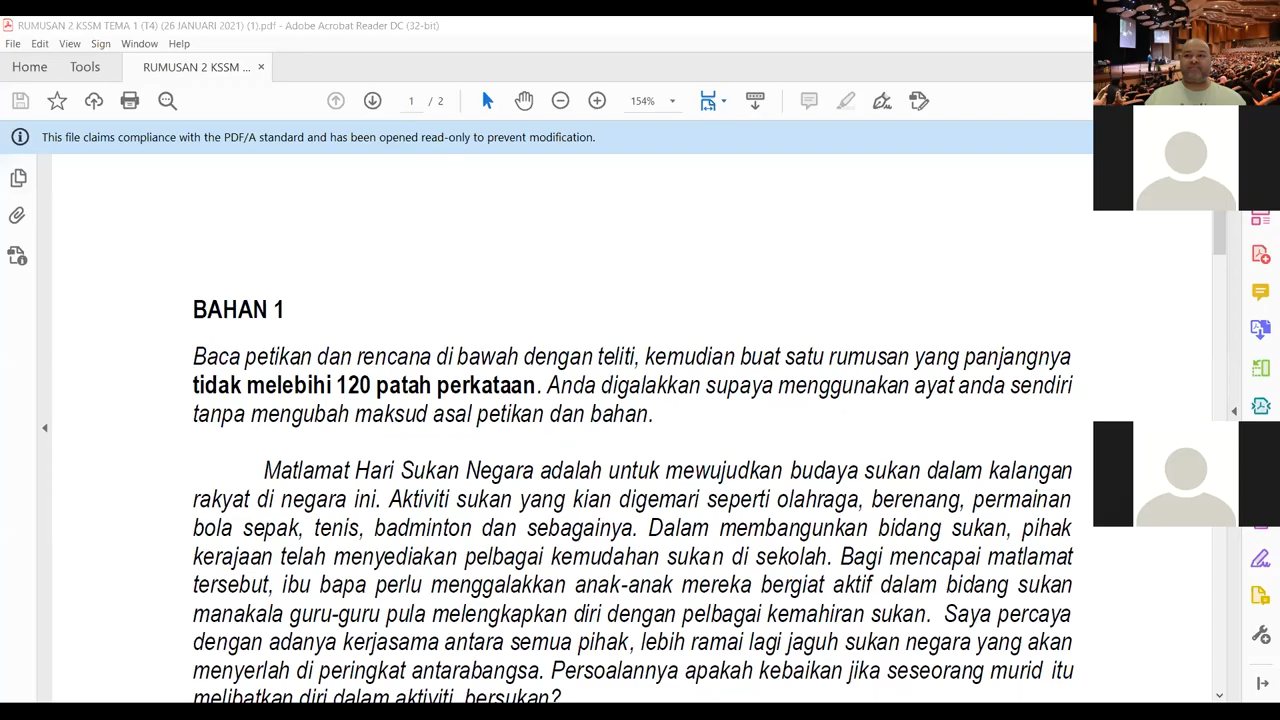 RUMUSAN 2 KSSM TEMA 1 (T4) (26 JANUARI 2021) (1).pdf - Adobe Acrobat Reader DC (32-bit)
File Edit View Sign Window Help
Home Tools RUMUSAN 2 KSSM ... ×
1 / 2 154%
This file claims compliance with the PDF/A standard and has been opened read-only to prevent modification.
BAHAN 1
Baca petikan dan rencana di bawah dengan teliti, kemudian buat satu rumusan yang panjangnya
tidak melebihi 120 patah perkataan. Anda digalakkan supaya menggunakan ayat anda sendiri
tanpa mengubah maksud asal petikan dan bahan.
Matlamat Hari Sukan Negara adalah untuk mewujudkan budaya sukan dalam kalangan
rakyat di negara ini. Aktiviti sukan yang kian digemari seperti olahraga, berenang, permainan
bola sepak, tenis, badminton dan sebagainya. Dalam membangunkan bidang sukan, pihak
kerajaan telah menyediakan pelbagai kemudahan sukan di sekolah. Bagi mencapai matlamat
tersebut, ibu bapa perlu menggalakkan anak-anak mereka bergiat aktif dalam bidang sukan
manakala guru-guru pula melengkapkan diri dengan pelbagai kemahiran sukan. Saya percaya
dengan adanya kerjasama antara semua pihak, lebih ramai lagi jaguh sukan negara yang akan
menyerlah di peringkat antarabangsa. Persoalannya apakah kebaikan jika seseorang murid itu
melibatkan diri dalam aktiviti bersukan?